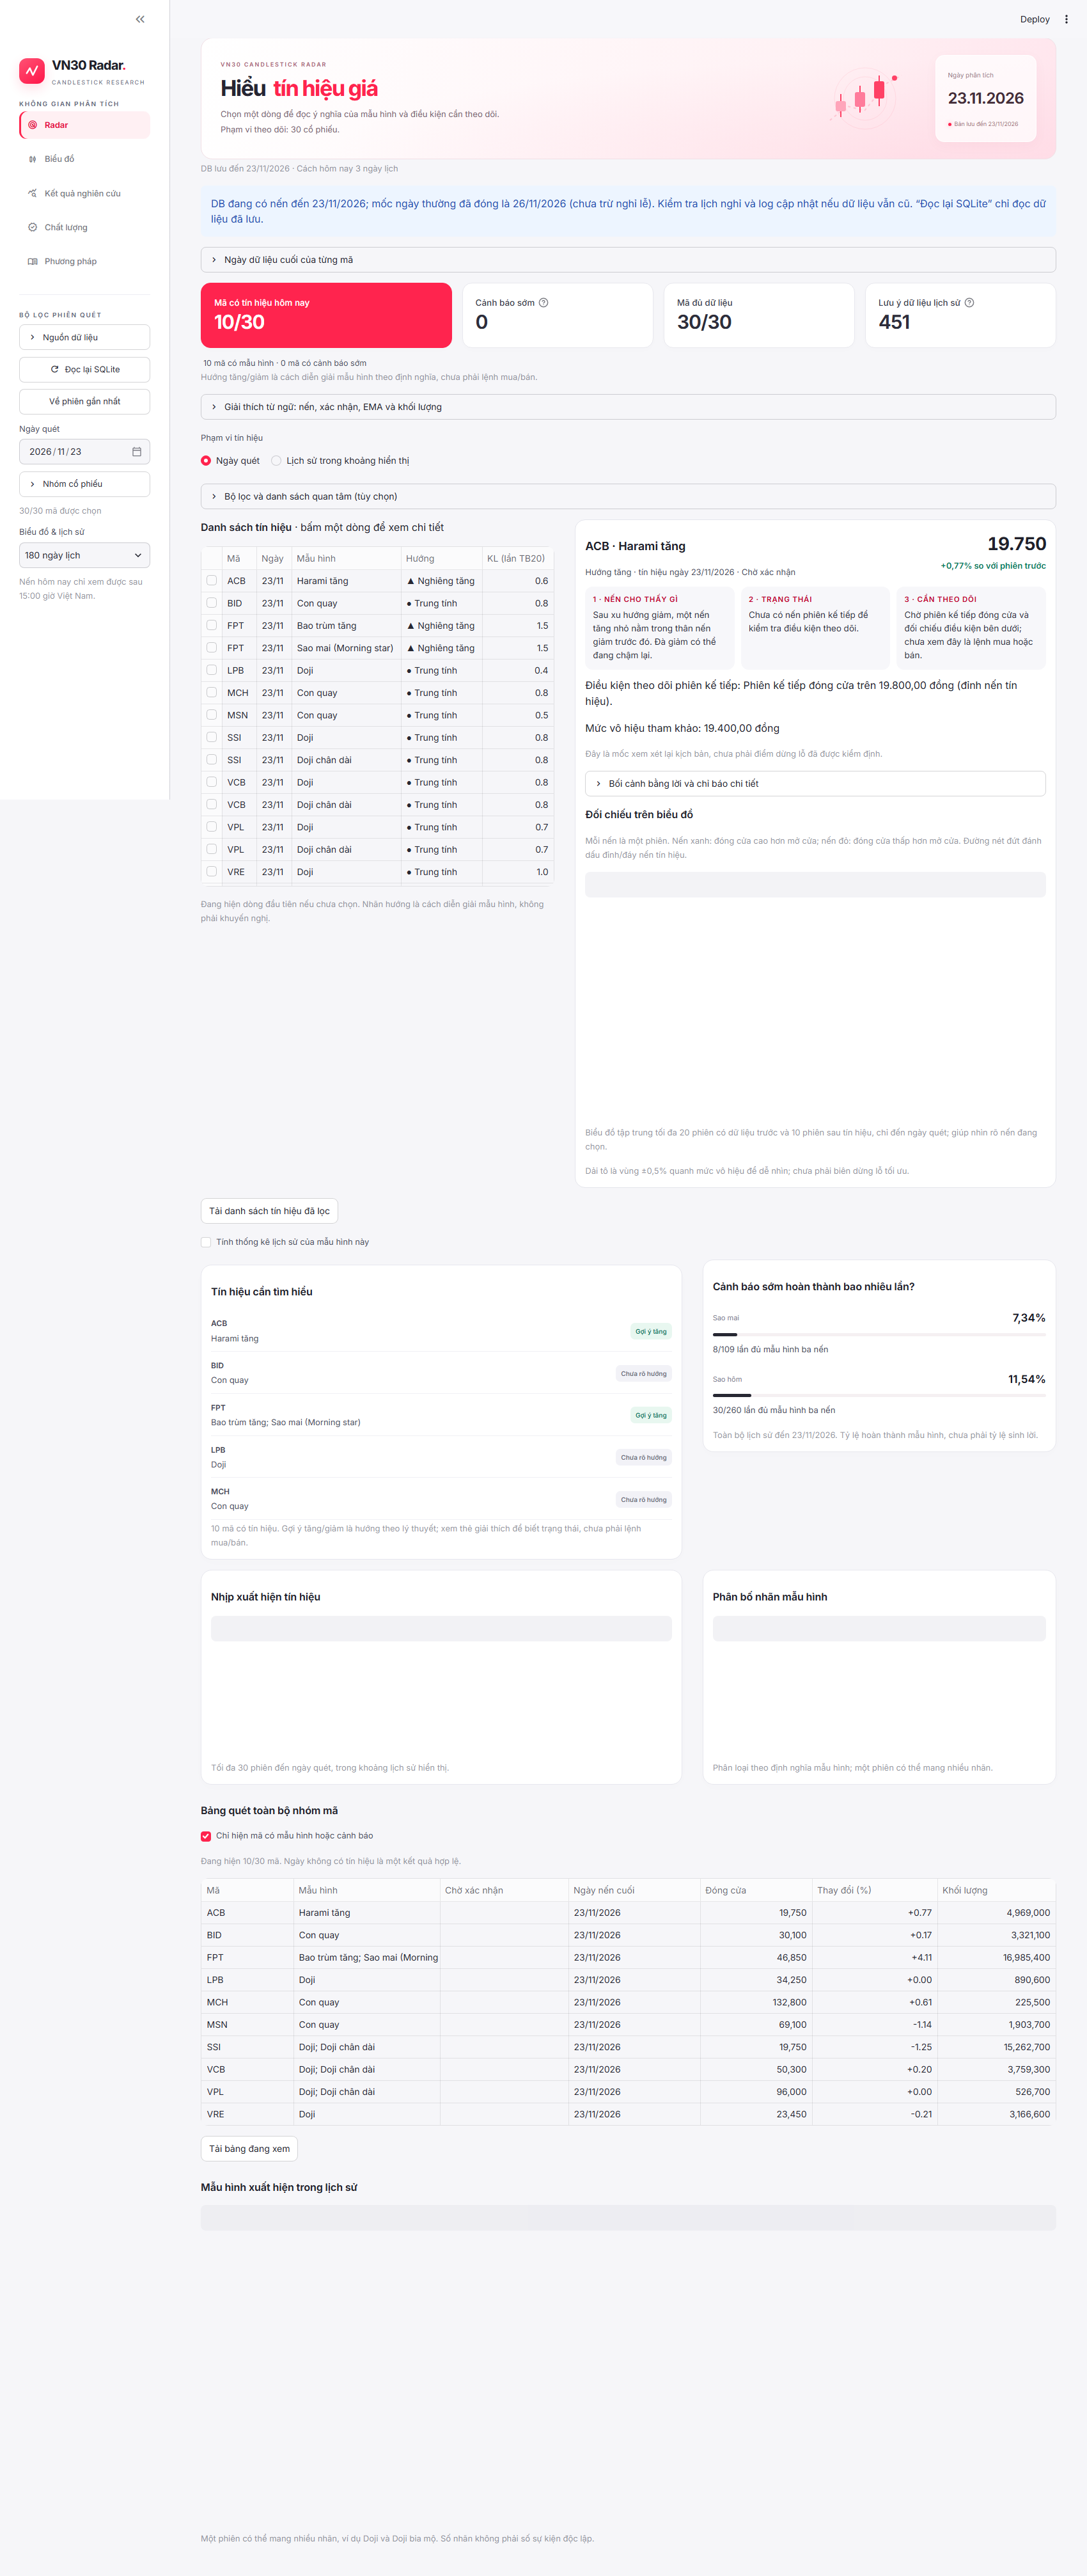 Deploy
VN30 Radar.
CANDLESTICK RESEARCH
KHÔNG GIAN PHÂN TÍCH
Radar
Biểu đồ
Kết quả nghiên cứu
Chất lượng
Phương pháp
BỘ LỌC PHIÊN QUÉT
Nguồn dữ liệu
Đọc lại SQLite
Về phiên gần nhất
Ngày quét
2026/11/23
Nhóm cổ phiếu
30/30 mã được chọn
Biểu đồ & lịch sử
180 ngày lịch
Nến hôm nay chỉ xem được sau
15:00 giờ Việt Nam.
VN30 CANDLESTICK RADAR
Hiểu tín hiệu giá
Chọn một dòng để đọc ý nghĩa của mẫu hình và điều kiện cần theo dõi.
Phạm vi theo dõi: 30 cổ phiếu.
Ngày phân tích
23.11.2026
Bản lưu đến 23/11/2026
DB lưu đến 23/11/2026 · Cách hôm nay 3 ngày lịch
DB đang có nến đến 23/11/2026; mốc ngày thường đã đóng là 26/11/2026 (chưa trừ nghỉ lễ). Kiểm tra lịch nghỉ và log cập nhật nếu dữ liệu vẫn cũ. “Đọc lại SQLite” chỉ đọc dữ
liệu đã lưu.
Ngày dữ liệu cuối của từng mã
Mã có tín hiệu hôm nay
10/30
Cảnh báo sớm
0
Mã đủ dữ liệu
30/30
Lưu ý dữ liệu lịch sử
451
10 mã có mẫu hình · 0 mã có cảnh báo sớm
Hướng tăng/giảm là cách diễn giải mẫu hình theo định nghĩa, chưa phải lệnh mua/bán.
Giải thích từ ngữ: nến, xác nhận, EMA và khối lượng
Phạm vi tín hiệu
Ngày quét
Lịch sử trong khoảng hiển thị
Bộ lọc và danh sách quan tâm (tùy chọn)
Danh sách tín hiệu · bấm một dòng để xem chi tiết
Mã Ngày Mẫu hình Hướng KL (lần TB20)
ACB 23/11 Harami tăng ▲ Nghiêng tăng 0.6
BID 23/11 Con quay ● Trung tính 0.8
FPT 23/11 Bao trùm tăng ▲ Nghiêng tăng 1.5
FPT 23/11 Sao mai (Morning star) ▲ Nghiêng tăng 1.5
LPB 23/11 Doji ● Trung tính 0.4
MCH 23/11 Con quay ● Trung tính 0.8
MSN 23/11 Con quay ● Trung tính 0.5
SSI 23/11 Doji ● Trung tính 0.8
SSI 23/11 Doji chân dài ● Trung tính 0.8
VCB 23/11 Doji ● Trung tính 0.8
VCB 23/11 Doji chân dài ● Trung tính 0.8
VPL 23/11 Doji ● Trung tính 0.7
VPL 23/11 Doji chân dài ● Trung tính 0.7
VRE 23/11 Doji ● Trung tính 1.0
Đang hiện dòng đầu tiên nếu chưa chọn. Nhãn hướng là cách diễn giải mẫu hình, không
phải khuyến nghị.
ACB · Harami tăng
19.750
+0,77% so với phiên trước
Hướng tăng · tín hiệu ngày 23/11/2026 · Chờ xác nhận
1 · NẾN CHO THẤY GÌ
Sau xu hướng giảm, một nến
tăng nhỏ nằm trong thân nến
giảm trước đó. Đà giảm có thể
đang chậm lại.
2 · TRẠNG THÁI
Chưa có nến phiên kế tiếp để
kiểm tra điều kiện theo dõi.
3 · CẦN THEO DÕI
Chờ phiên kế tiếp đóng cửa và
đối chiếu điều kiện bên dưới;
chưa xem đây là lệnh mua hoặc
bán.
Điều kiện theo dõi phiên kế tiếp: Phiên kế tiếp đóng cửa trên 19.800,00 đồng (đỉnh nến tín
hiệu).
Mức vô hiệu tham khảo: 19.400,00 đồng
Đây là mốc xem xét lại kịch bản, chưa phải điểm dừng lỗ đã được kiểm định.
Bối cảnh bằng lời và chỉ báo chi tiết
Đối chiếu trên biểu đồ
Mỗi nến là một phiên. Nến xanh: đóng cửa cao hơn mở cửa; nến đỏ: đóng cửa thấp hơn mở cửa. Đường nét đứt đánh
dấu đỉnh/đáy nến tín hiệu.
Biểu đồ tập trung tối đa 20 phiên có dữ liệu trước và 10 phiên sau tín hiệu, chỉ đến ngày quét; giúp nhìn rõ nến đang
chọn.
Dải tô là vùng ±0,5% quanh mức vô hiệu để dễ nhìn; chưa phải biên dừng lỗ tối ưu.
Tải danh sách tín hiệu đã lọc
Tính thống kê lịch sử của mẫu hình này
Tín hiệu cần tìm hiểu
ACB
Harami tăng
Gợi ý tăng
BID
Con quay
Chưa rõ hướng
FPT
Bao trùm tăng; Sao mai (Morning star)
Gợi ý tăng
LPB
Doji
Chưa rõ hướng
MCH
Con quay
Chưa rõ hướng
10 mã có tín hiệu. Gợi ý tăng/giảm là hướng theo lý thuyết; xem thẻ giải thích để biết trạng thái, chưa phải lệnh
mua/bán.
Cảnh báo sớm hoàn thành bao nhiêu lần?
Sao mai 7,34%
8/109 lần đủ mẫu hình ba nến
Sao hôm 11,54%
30/260 lần đủ mẫu hình ba nến
Toàn bộ lịch sử đến 23/11/2026. Tỷ lệ hoàn thành mẫu hình, chưa phải tỷ lệ sinh lời.
Nhịp xuất hiện tín hiệu
Tối đa 30 phiên đến ngày quét, trong khoảng lịch sử hiển thị.
Phân bố nhãn mẫu hình
Phân loại theo định nghĩa mẫu hình; một phiên có thể mang nhiều nhãn.
Bảng quét toàn bộ nhóm mã
Chỉ hiện mã có mẫu hình hoặc cảnh báo
Đang hiện 10/30 mã. Ngày không có tín hiệu là một kết quả hợp lệ.
Mã Mẫu hình Chờ xác nhận Ngày nến cuối Đóng cửa Thay đổi (%) Khối lượng
ACB Harami tăng 23/11/2026 19,750 +0.77 4,969,000
BID Con quay 23/11/2026 30,100 +0.17 3,321,100
FPT Bao trùm tăng; Sao mai (Morning 23/11/2026 46,850 +4.11 16,985,400
LPB Doji 23/11/2026 34,250 +0.00 890,600
MCH Con quay 23/11/2026 132,800 +0.61 225,500
MSN Con quay 23/11/2026 69,100 -1.14 1,903,700
SSI Doji; Doji chân dài 23/11/2026 19,750 -1.25 15,262,700
VCB Doji; Doji chân dài 23/11/2026 50,300 +0.20 3,759,300
VPL Doji; Doji chân dài 23/11/2026 96,000 +0.00 526,700
VRE Doji 23/11/2026 23,450 -0.21 3,166,600
Tải bảng đang xem
Mẫu hình xuất hiện trong lịch sử
Một phiên có thể mang nhiều nhãn, ví dụ Doji và Doji bia mộ. Số nhãn không phải số sự kiện độc lập.